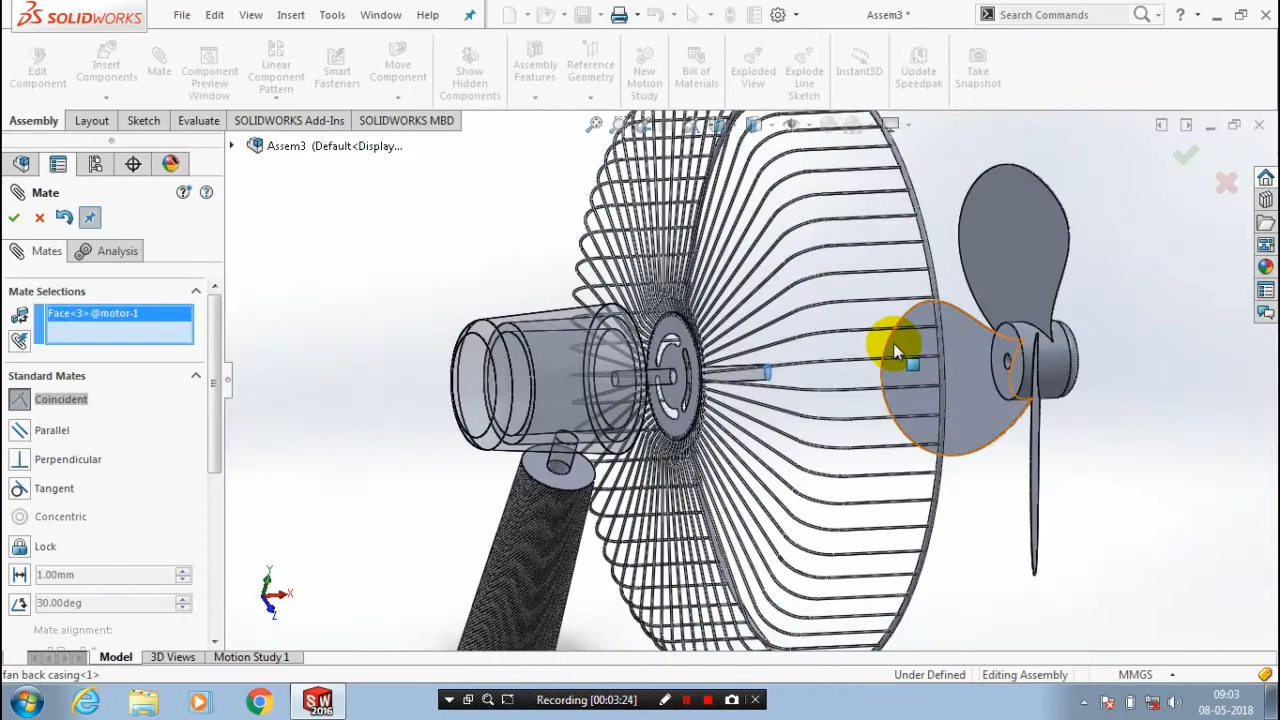 SOLIDWORKS
File Edit View Insert Tools Window Help
Assem3 *
Search Commands
Edit Component
Insert Components
Mate
Component Preview Window
Linear Component Pattern
Smart Fasteners
Move Component
Show Hidden Components
Assembly Features
Reference Geometry
New Motion Study
Bill of Materials
Exploded View
Explode Line Sketch
Instant3D
Update Speedpak
Take Snapshot
Assembly Layout Sketch Evaluate SOLIDWORKS Add-Ins SOLIDWORKS MBD
Assem3 (Default<Display...
Mate
Mates Analysis
Mate Selections
Face<3>@motor-1
Standard Mates
Coincident
Parallel
Perpendicular
Tangent
Concentric
Lock
1.00mm
30.00deg
Mate alignment:
Y
X
Z
Model 3D Views Motion Study 1
fan back casing<1>
Under Defined Editing Assembly MMGS
SW
2016
Recording [00:03:24]
09:03
08-05-2018